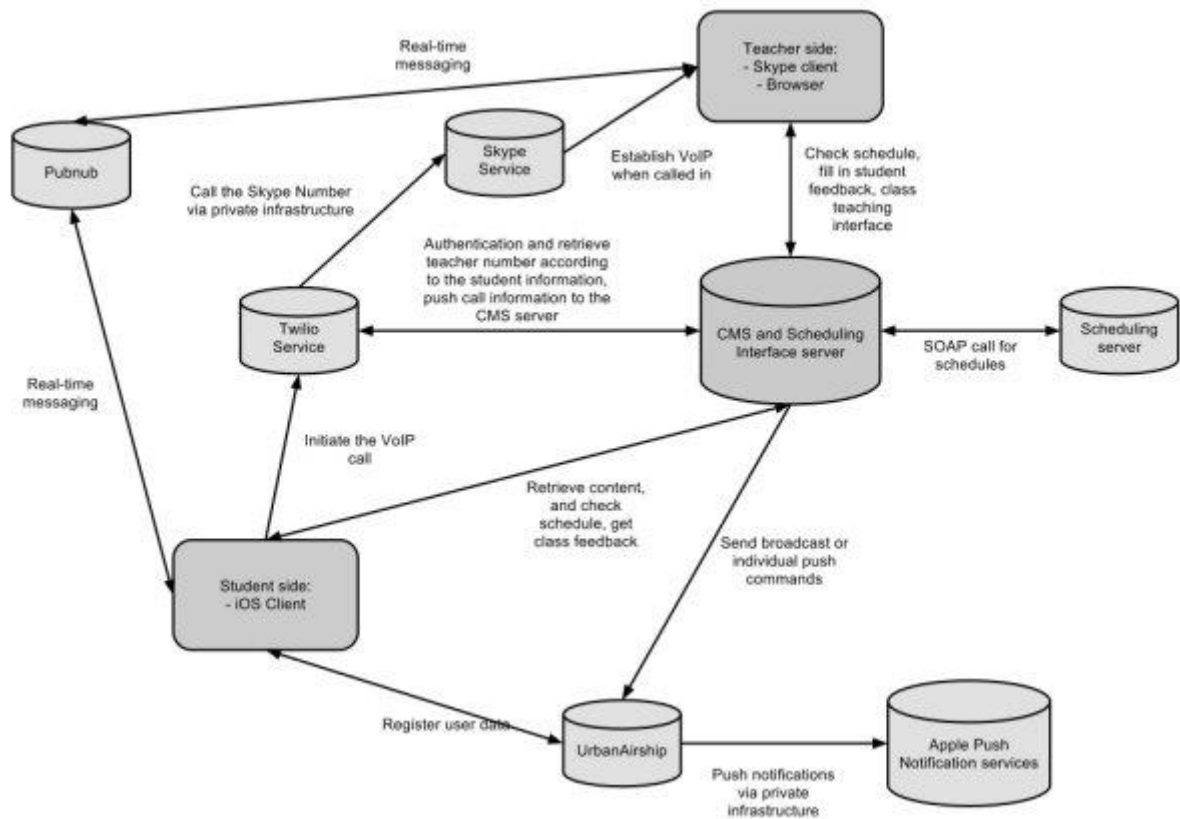 Real-time
messaging
Teacher side:
- Skype client
- Browser
Pubnub
Skype
Service
Establish VoIP
when called in
Check schedule,
fill in student
feedback, class
teaching
interface
Call the Skype Number
via private infrastructure
Authentication and retrieve
teacher number according
to the student information,
push call information to the
CMS server
Twilio
Service
CMS and Scheduling
Interface server
SOAP call for
schedules
Scheduling
server
Real-time
messaging
Initiate the VoIP
call
Retrieve content,
and check
schedule, get
class feedback
Send broadcast or
individual push
commands
Student side:
- iOS Client
Register user data
UrbanAirship
Push notifications
via private
infrastructure
Apple Push
Notification services